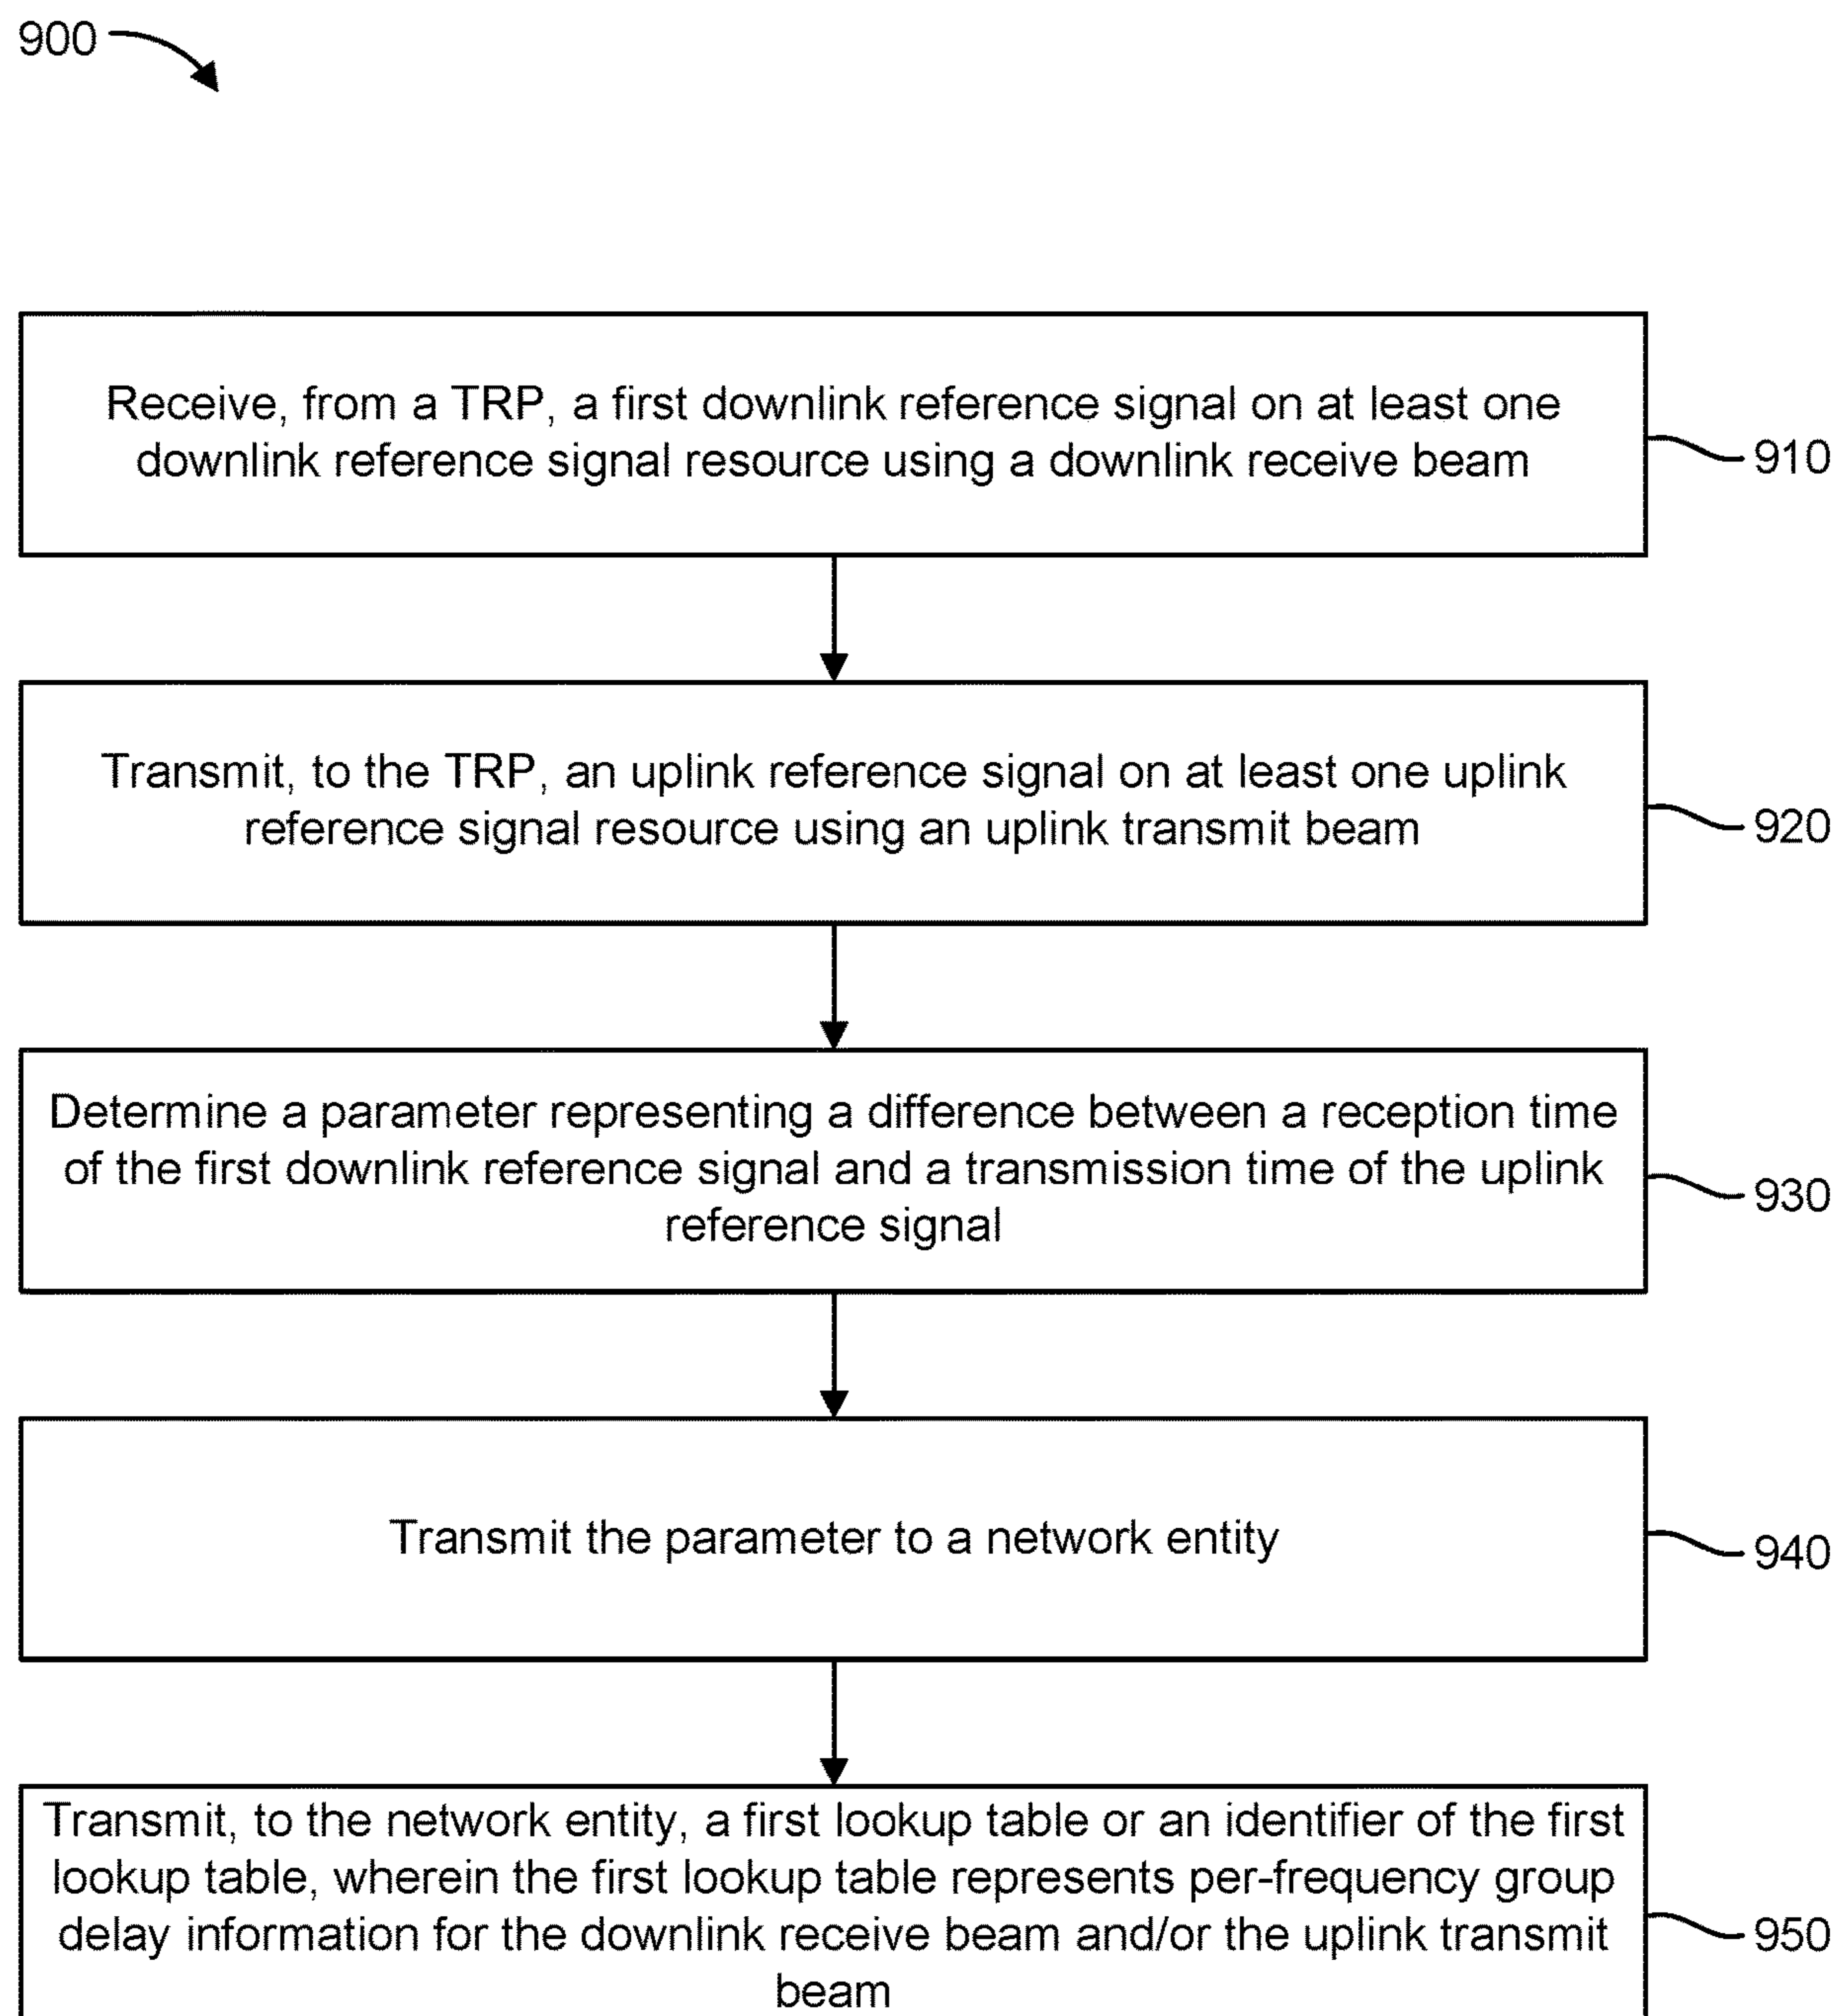 900
Receive, from a TRP, a first downlink reference signal on at least one
downlink reference signal resource using a downlink receive beam
910
Transmit, to the TRP, an uplink reference signal on at least one uplink
reference signal resource using an uplink transmit beam
920
Determine a parameter representing a difference between a reception time
of the first downlink reference signal and a transmission time of the uplink
reference signal
930
Transmit the parameter to a network entity
940
Transmit, to the network entity, a first lookup table or an identifier of the first
lookup table, wherein the first lookup table represents per-frequency group
delay information for the downlink receive beam and/or the uplink transmit
beam
950